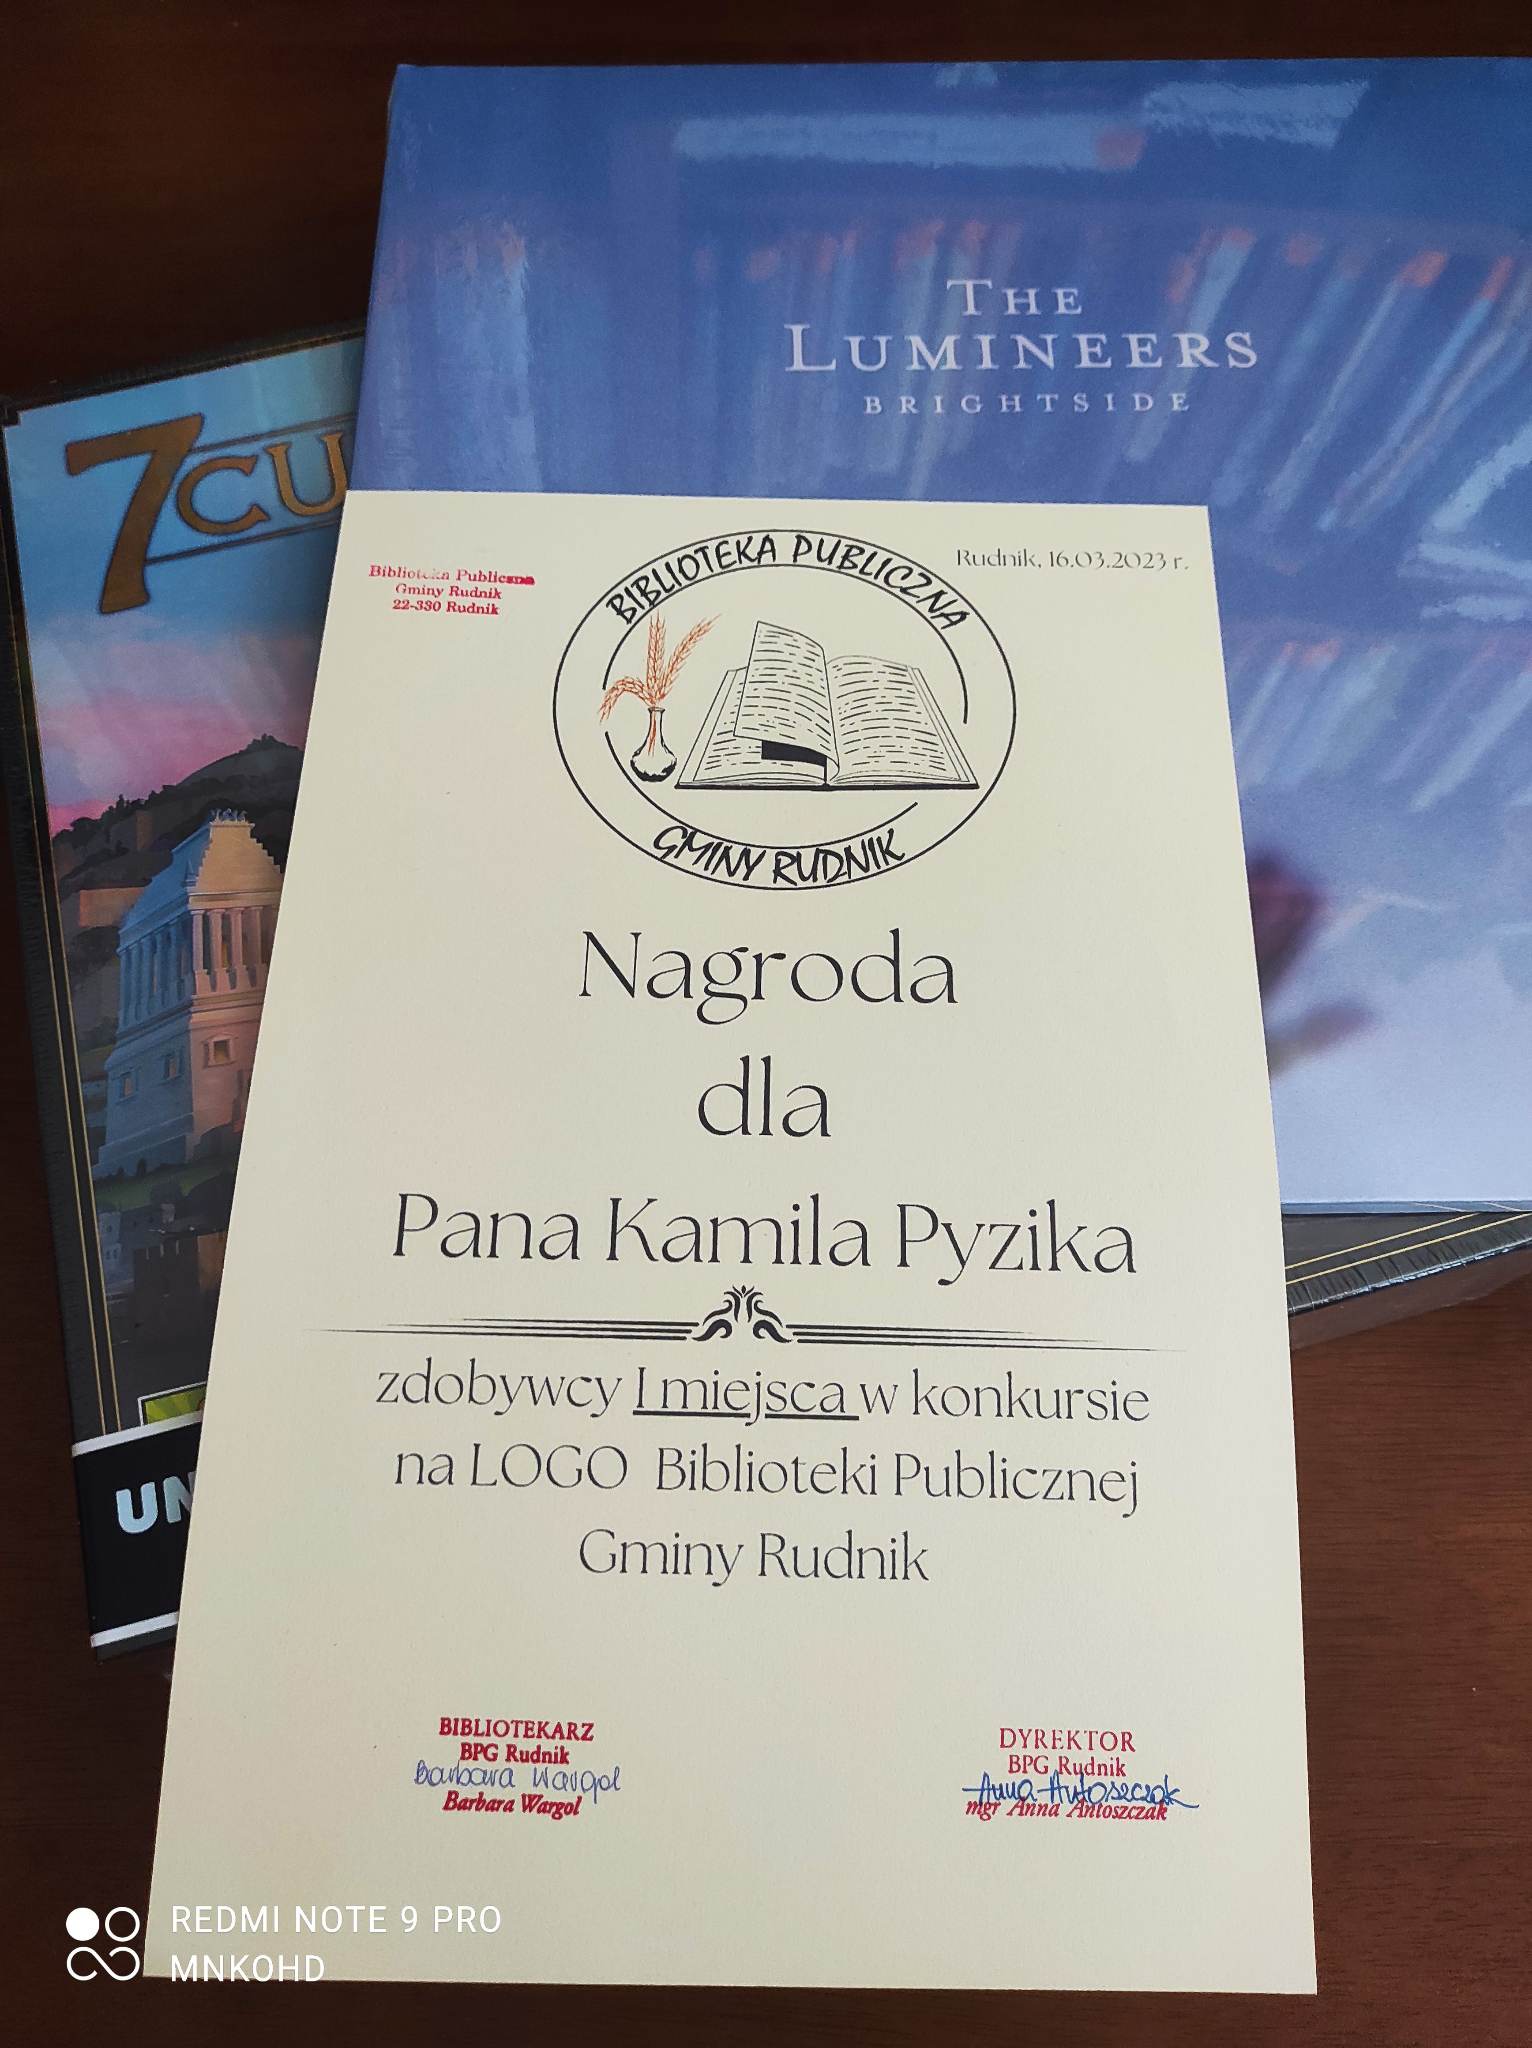 THE
LUMINEERS
BRIGHTSIDE
7 CU
Biblioteka Publiczna
Gminy Rudnik
22-330 Rudnik
BIBLIOTEKA PUBLICZNA
GMINY RUDNIK
Rudnik, 16.03.2023 r.
Nagroda
dla
Pana Kamila Pyzika
zdobywcy I miejsca w konkursie
na LOGO Biblioteki Publicznej
Gminy Rudnik
UN
BIBLIOTEKARZ
BPG Rudnik
Barbara Wargol
Barbara Wargol
DYREKTOR
BPG Rudnik
Anna Antoszczak
mgr Anna Antoszczak
REDMI NOTE 9 PRO
MNKOHD